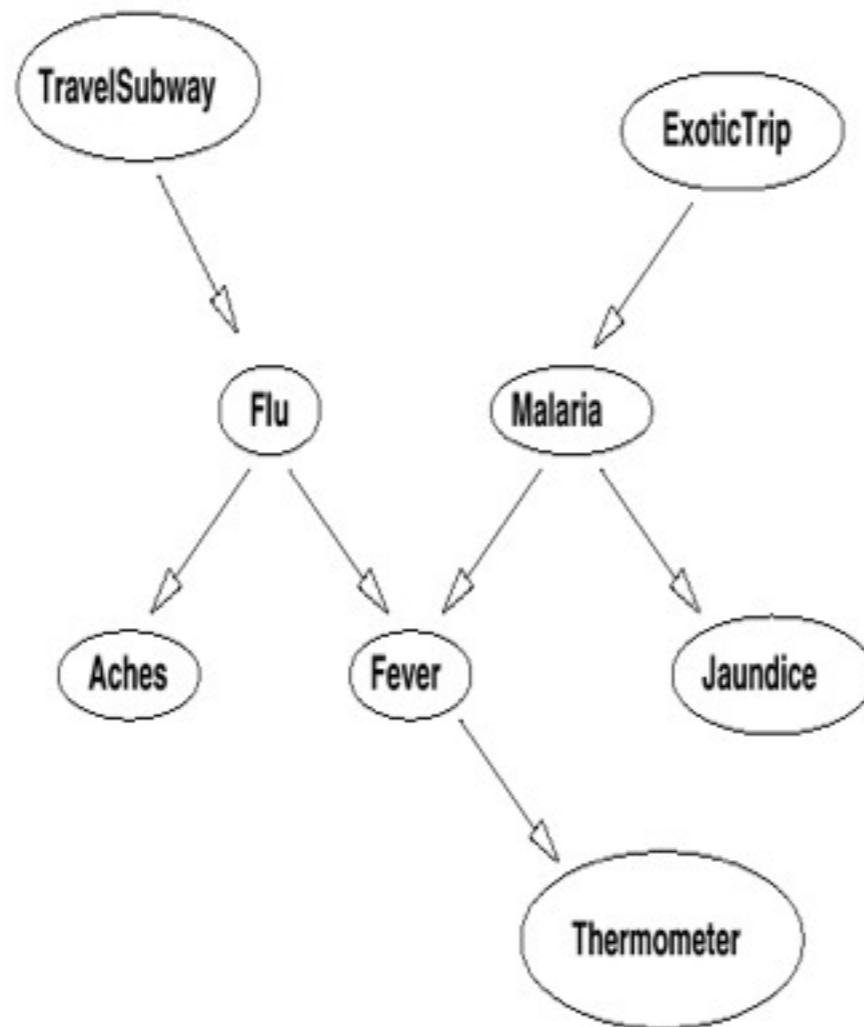 TravelSubway
ExoticTrip
Flu
Malaria
Aches
Fever
Jaundice
Thermometer